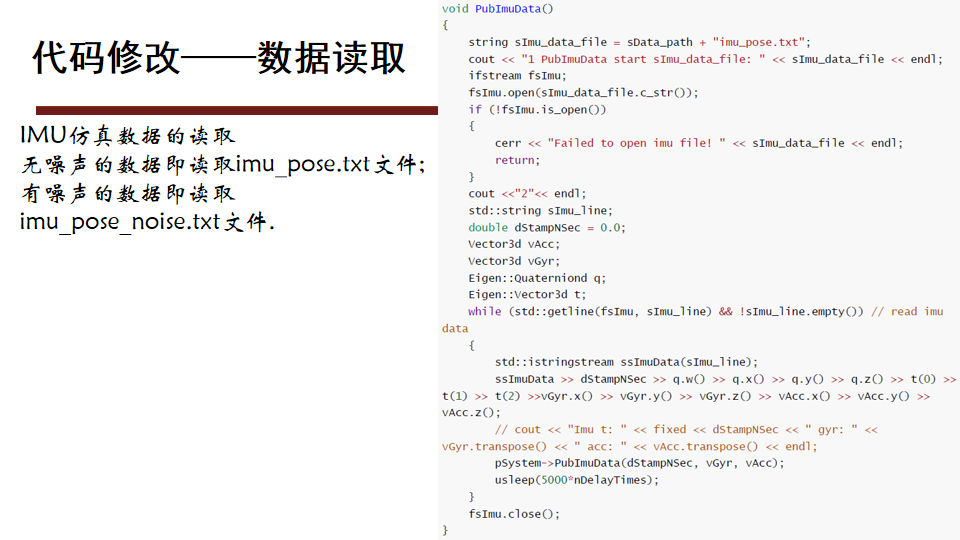 代码修改——数据读取
IMU仿真数据的读取
无噪声的数据即读取imu_pose.txt文件;
有噪声的数据即读取
imu_pose_noise.txt文件.
void PubImuData()
{
    string sImu_data_file = sData_path + "imu_pose.txt";
    cout << "1 PubImuData start sImu_data_file: " << sImu_data_file << endl;
    ifstream fsImu;
    fsImu.open(sImu_data_file.c_str());
    if (!fsImu.is_open())
    {
        cerr << "Failed to open imu file! " << sImu_data_file << endl;
        return;
    }
    cout <<"2"<< endl;
    std::string sImu_line;
    double dStampNSec = 0.0;
    Vector3d vAcc;
    Vector3d vGyr;
    Eigen::Quaterniond q;
    Eigen::Vector3d t;
    while (std::getline(fsImu, sImu_line) && !sImu_line.empty()) // read imu
data
    {
        std::istringstream ssImuData(sImu_line);
        ssImuData >> dStampNSec >> q.w() >> q.x() >> q.y() >> q.z() >> t(0) >>
t(1) >> t(2) >>vGyr.x() >> vGyr.y() >> vGyr.z() >> vAcc.x() >> vAcc.y() >>
vAcc.z();
        // cout << "Imu t: " << fixed << dStampNSec << " gyr: " <<
vGyr.transpose() << " acc: " << vAcc.transpose() << endl;
        pSystem->PubImuData(dStampNSec, vGyr, vAcc);
        usleep(5000*nDelayTimes);
    }
    fsImu.close();
}